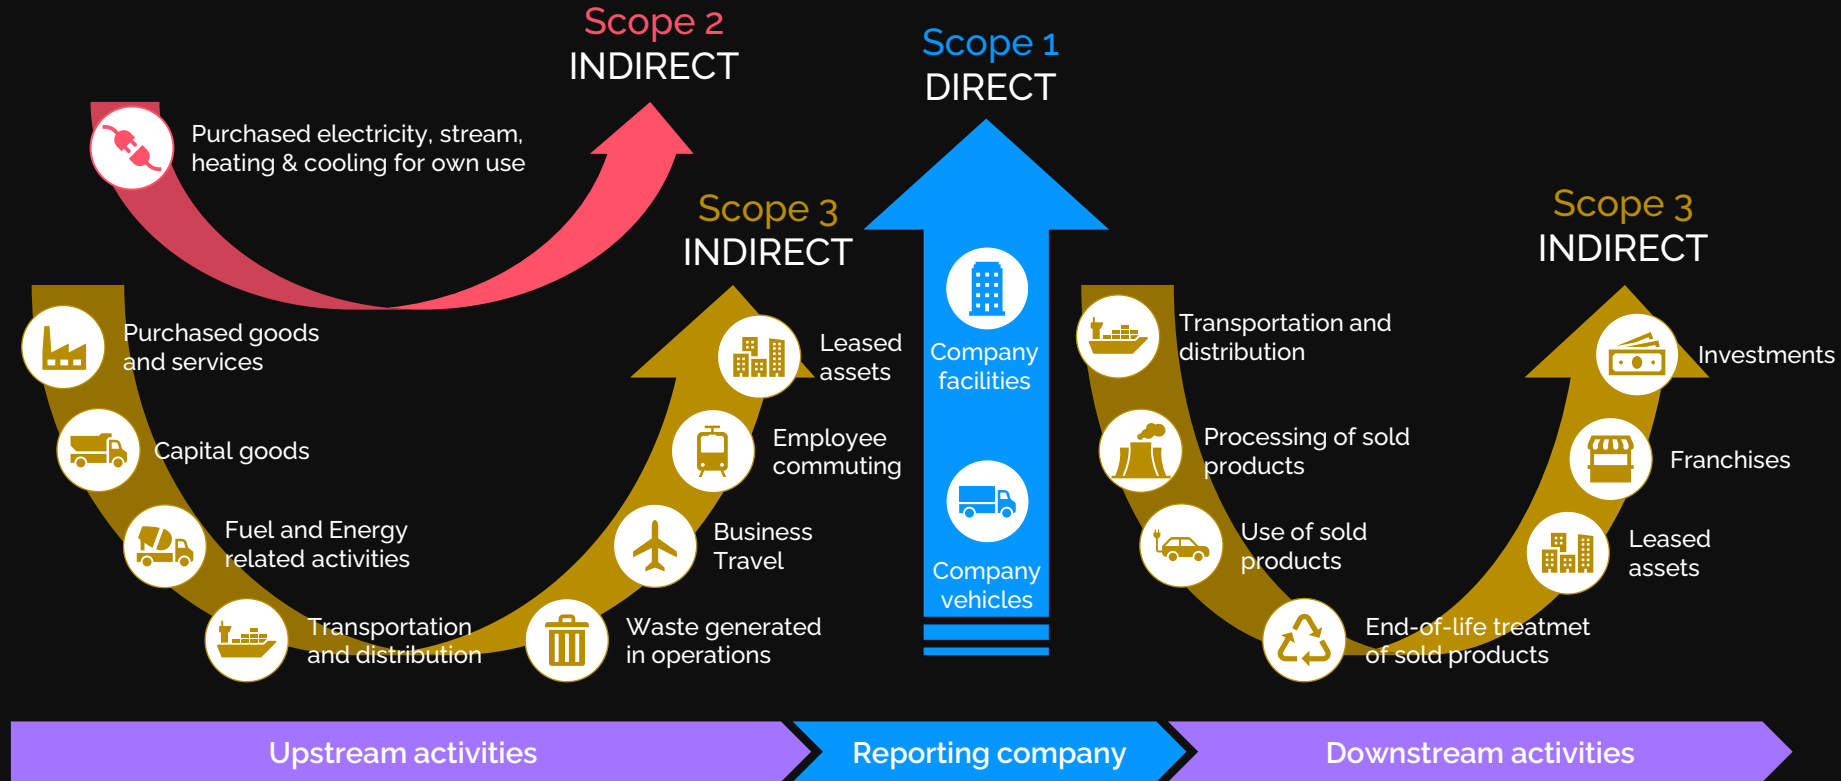 Scope 2
INDIRECT
Purchased electricity, stream,
heating & cooling for own use
Scope 3
INDIRECT
Purchased goods
and services
Capital goods
Fuel and Energy
related activities
Transportation
and distribution
Waste generated
in operations
Business
Travel
Employee
commuting
Leased
assets
Scope 1
DIRECT
Company
facilities
Company
vehicles
Scope 3
INDIRECT
Transportation and
distribution
Processing of sold
products
Use of sold
products
End-of-life treatmet
of sold products
Leased
assets
Franchises
Investments
Upstream activities
Reporting company
Downstream activities